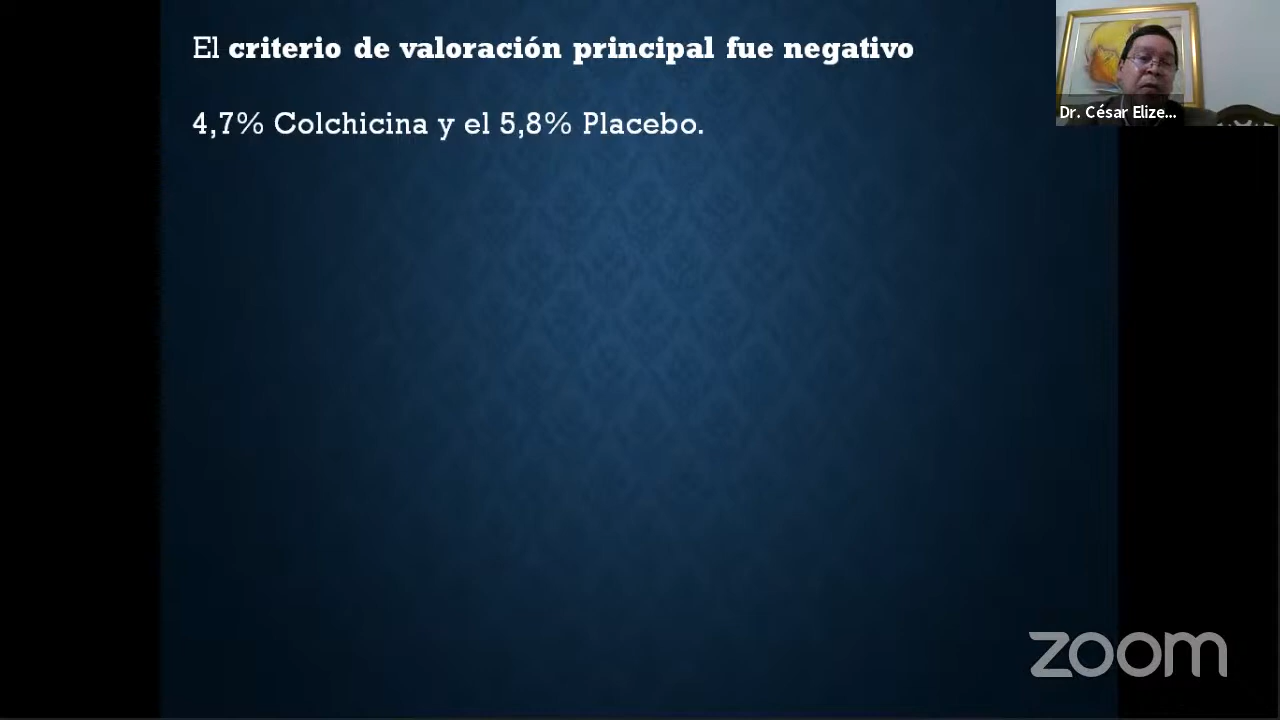 El criterio de valoración principal fue negativo
4,7% Colchicina y el 5,8% Placebo.
Dr. César Elize...
zoom